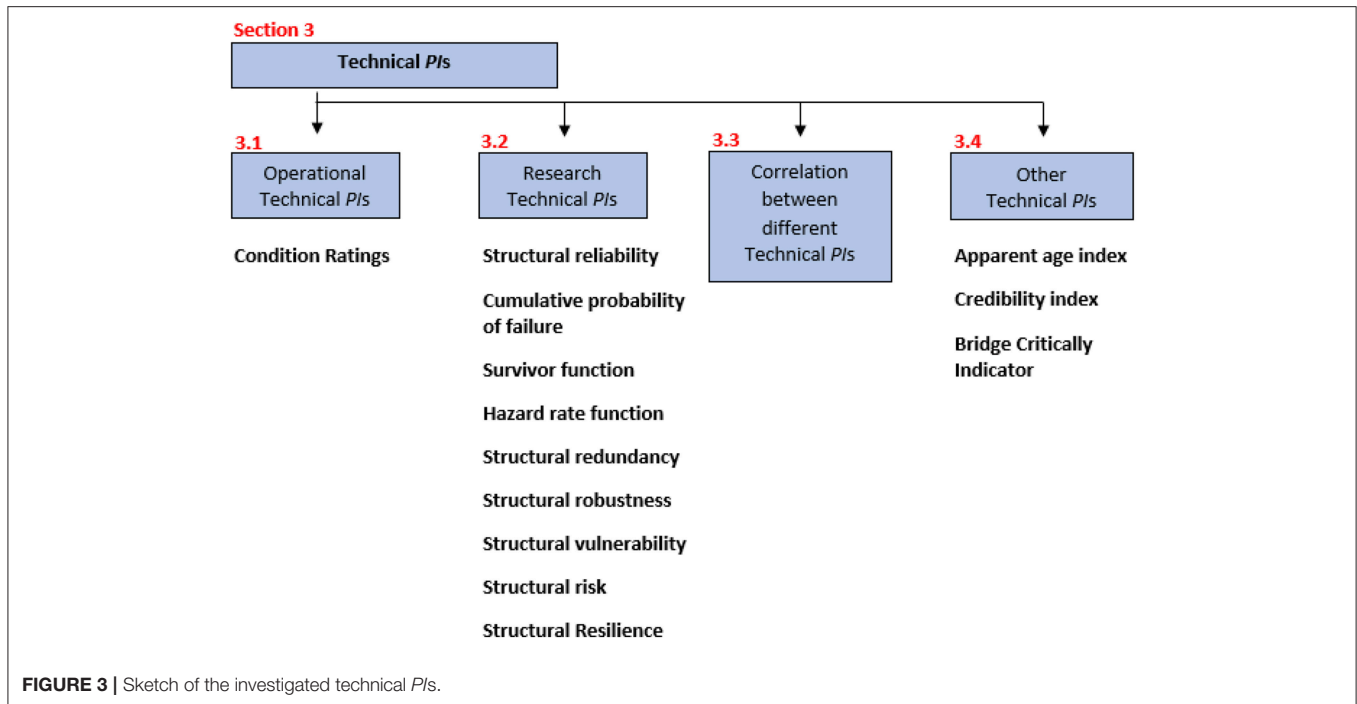 Section 3
Technical PIs
3.1
Operational
Technical PIs
Condition Ratings
3.2
Research
Technical PIs
Structural reliability
Cumulative probability
of failure
Survivor function
Hazard rate function
Structural redundancy
Structural robustness
Structural vulnerability
Structural risk
Structural Resilience
3.3
Correlation
between
different
Technical PIs
3.4
Other
Technical PIs
Apparent age index
Credibility index
Bridge Critically
Indicator
FIGURE 3 | Sketch of the investigated technical PIs.